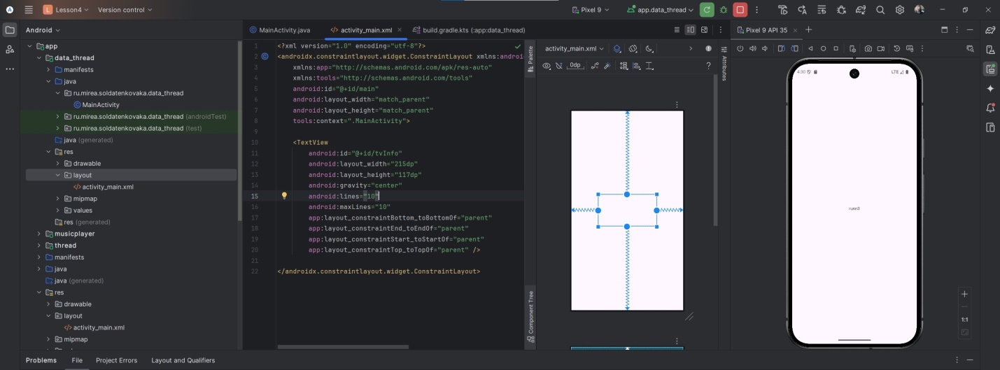 Lesson4
Version control
Pixel 9
app.data_thread
Android
MainActivity.java
activity_main.xml
build.gradle.kts (:app:data_thread)
Pixel 9 API 35
app
data_thread
manifests
java
ru.mirea.soldatenkovaka.data_thread
MainActivity
ru.mirea.soldatenkovaka.data_thread (androidTest)
ru.mirea.soldatenkovaka.data_thread (test)
java (generated)
res
drawable
layout
activity_main.xml
mipmap
values
res (generated)
musicplayer
thread
manifests
java
java (generated)
res
drawable
layout
activity_main.xml
mipmap
1 <?xml version="1.0" encoding="utf-8"?>
2 <androidx.constraintlayout.widget.ConstraintLayout xmlns:androi
3 xmlns:app="http://schemas.android.com/apk/res-auto"
4 xmlns:tools="http://schemas.android.com/tools"
5 android:id="@+id/main"
6 android:layout_width="match_parent"
7 android:layout_height="match_parent"
8 tools:context=".MainActivity">
9
10 <TextView
11 android:id="@+id/tvInfo"
12 android:layout_width="215dp"
13 android:layout_height="117dp"
14 android:gravity="center"
15 android:lines="10"
16 android:maxLines="10"
17 app:layout_constraintBottom_toBottomOf="parent"
18 app:layout_constraintEnd_toEndOf="parent"
19 app:layout_constraintStart_toStartOf="parent"
20 app:layout_constraintTop_toTopOf="parent" />
21
22 </androidx.constraintlayout.widget.ConstraintLayout>
Palette
Component Tree
activity_main.xml
0dp
Attributes
4:30
LTE
runn3
1:1
Problems
File
Project Errors
Layout and Qualifiers